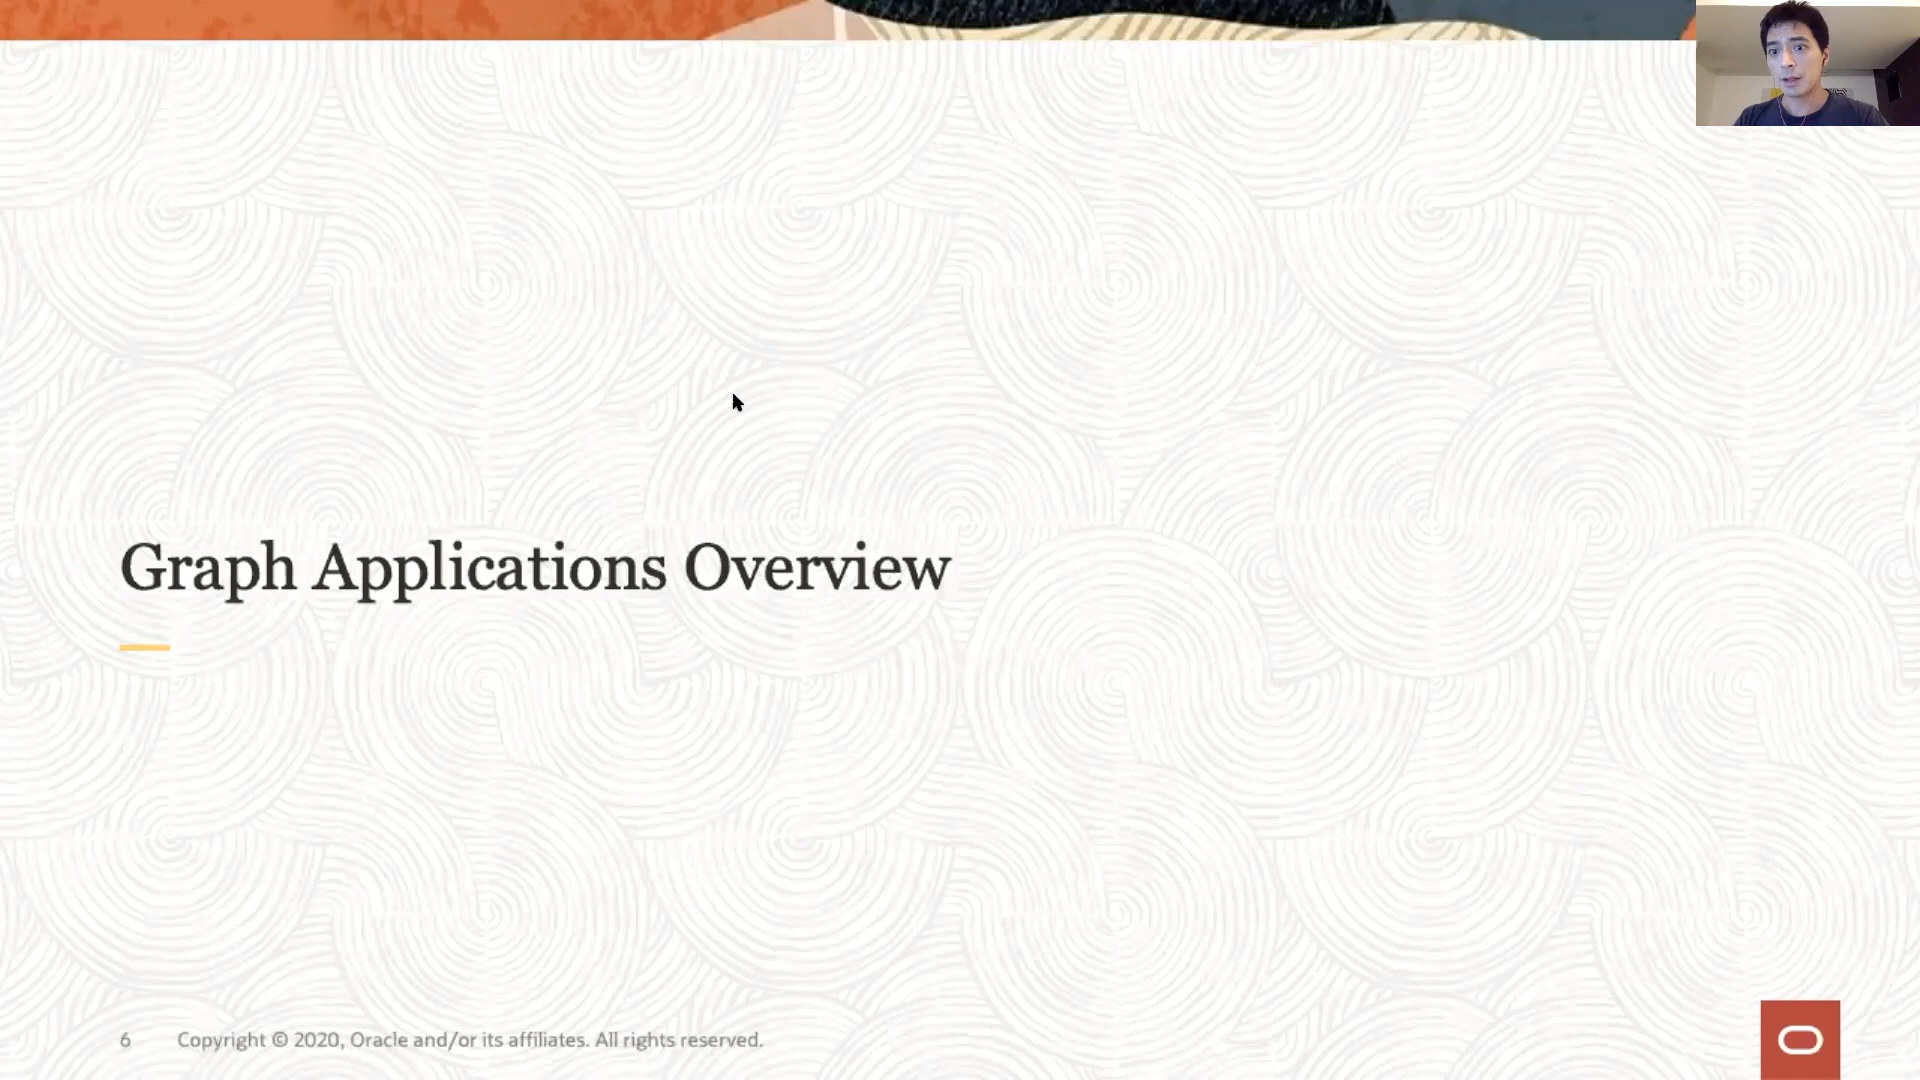 Graph Applications Overview
6 Copyright © 2020, Oracle and/or its affiliates. All rights reserved.